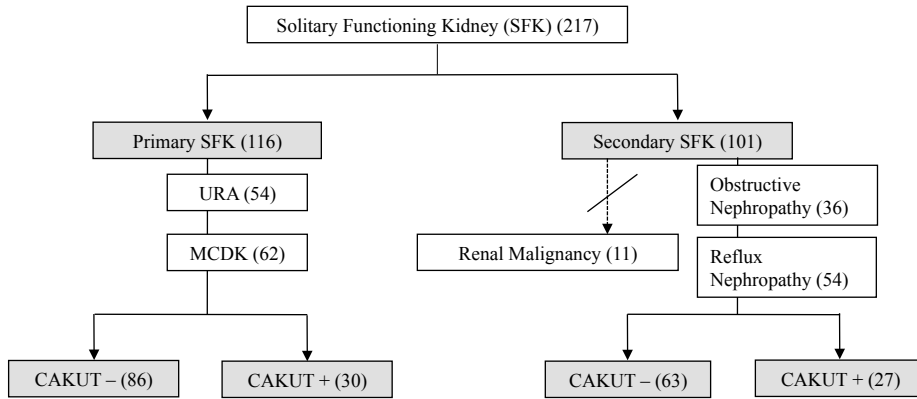 Solitary Functioning Kidney (SFK) (217)
Primary SFK (116)
Secondary SFK (101)
URA (54)
Obstructive
Nephropathy (36)
MCDK (62)
Renal Malignancy (11)
Reflux
Nephropathy (54)
CAKUT – (86)
CAKUT + (30)
CAKUT – (63)
CAKUT + (27)